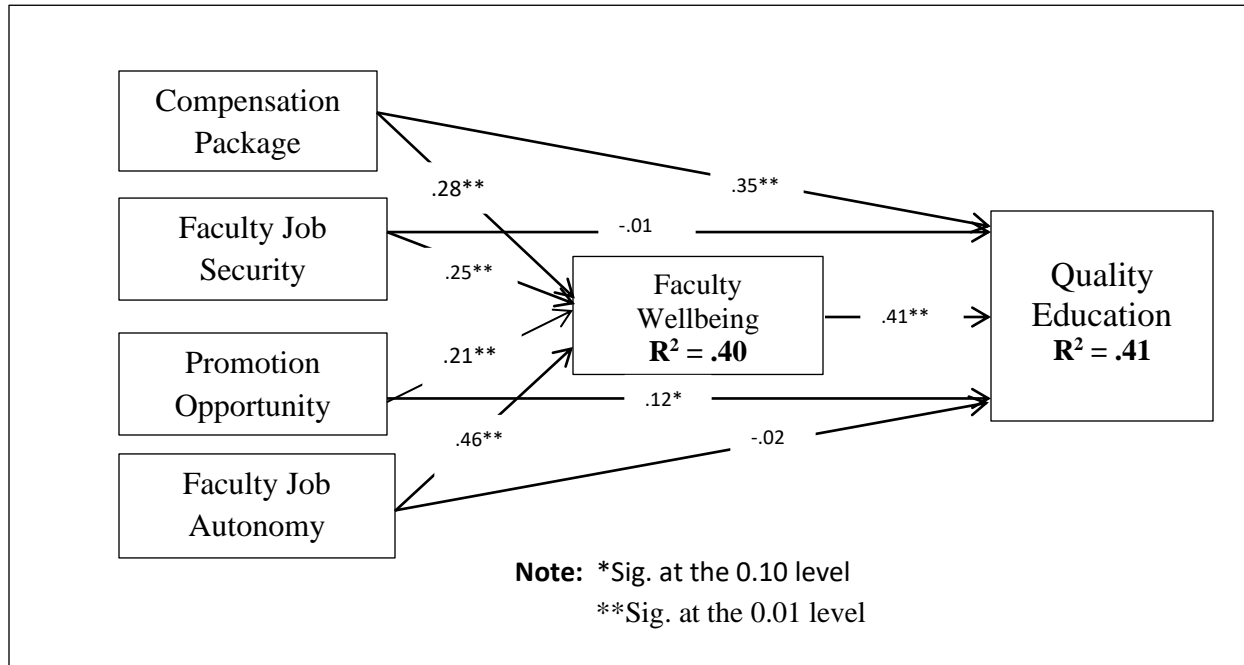 Compensation
Package
.28**
.35**
Faculty Job
Security
-.01
.25**
Faculty
Wellbeing
R² = .40
.41**
Quality
Education
R² = .41
Promotion
Opportunity
.21**
.12*
.46**
-.02
Faculty Job
Autonomy
Note: *Sig. at the 0.10 level
**Sig. at the 0.01 level